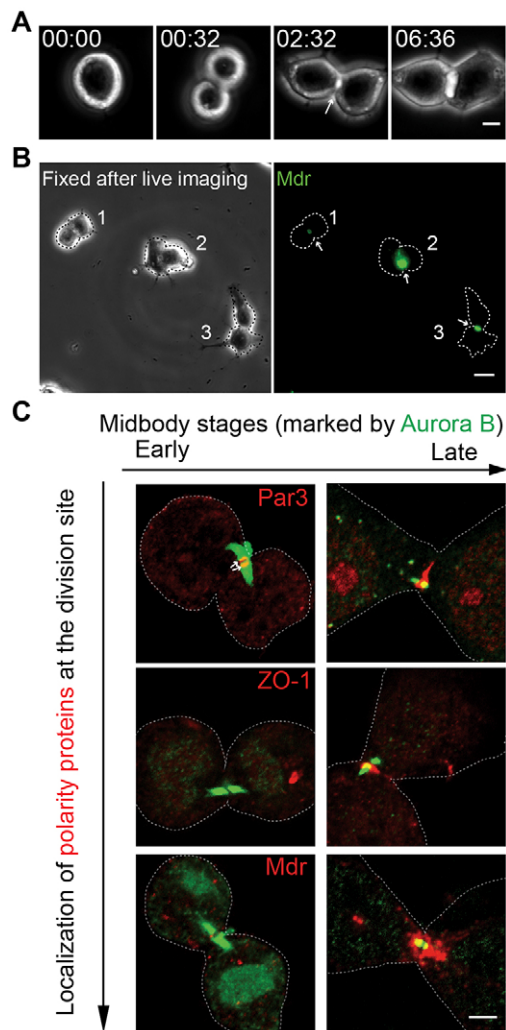 A
00:00 00:32 02:32 06:36
B
Fixed after live imaging Mdr
1 1
2 2
3 3
C
Midbody stages (marked by Aurora B)
Early Late
Localization of polarity proteins at the division site
Par3
ZO-1
Mdr